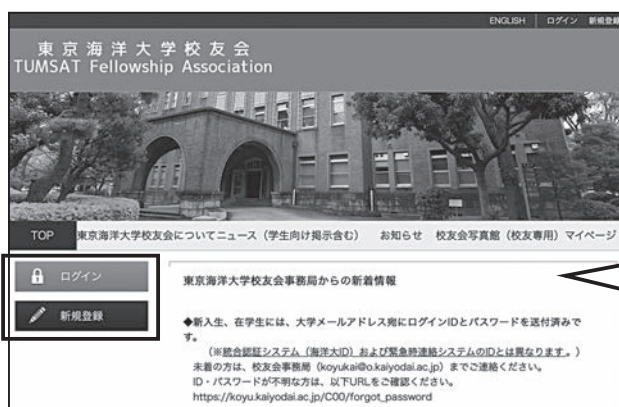 ENGLISH ログイン 新規登録
東京海洋大学校友会
TUMSAT Fellowship Association
TOP 東京海洋大学校友会についてニュース（学生向け掲示含む） お知らせ 校友会写真館（校友専用）マイページ
ログイン
新規登録
東京海洋大学校友会事務局からの新着情報
◆新入生、在学生には、大学メールアドレス宛にログインIDとパスワードを送付済みで
す。
（※統合認証システム（海洋大ID）および緊急時連絡システムのIDとは異なります。）
未着の方は、校友会事務局（koyukai@o.kaiyodai.ac.jp）までご連絡ください。
ID・パスワードが不明な方は、以下URLをご確認ください。
https://koyu.kaiyodai.ac.jp/C00/forgot_password